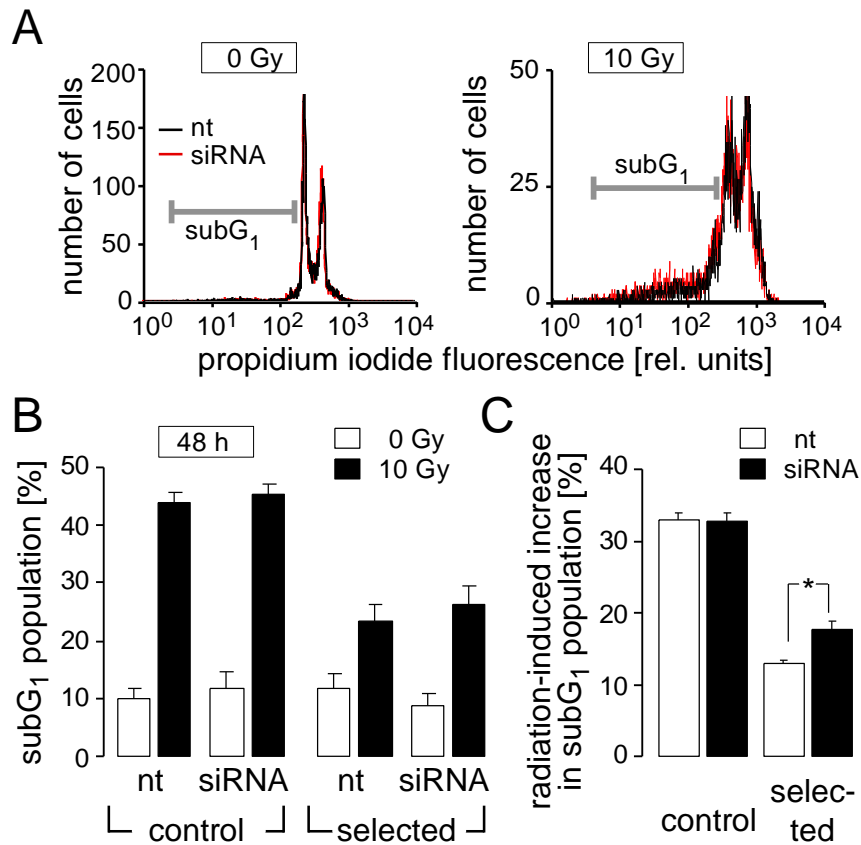 A
0 Gy
10 Gy
number of cells
200
150
100
50
0
nt
siRNA
subG1
10^0 10^1 10^2 10^3 10^4
number of cells
50
25
0
subG1
10^0 10^1 10^2 10^3 10^4
propidium iodide fluorescence [rel. units]
B
48 h
0 Gy
10 Gy
subG1 population [%]
50
40
30
20
10
0
nt siRNA nt siRNA
control selected
C
nt
siRNA
radiation-induced increase
in subG1 population [%]
40
30
20
10
0
*
control
selec-
ted